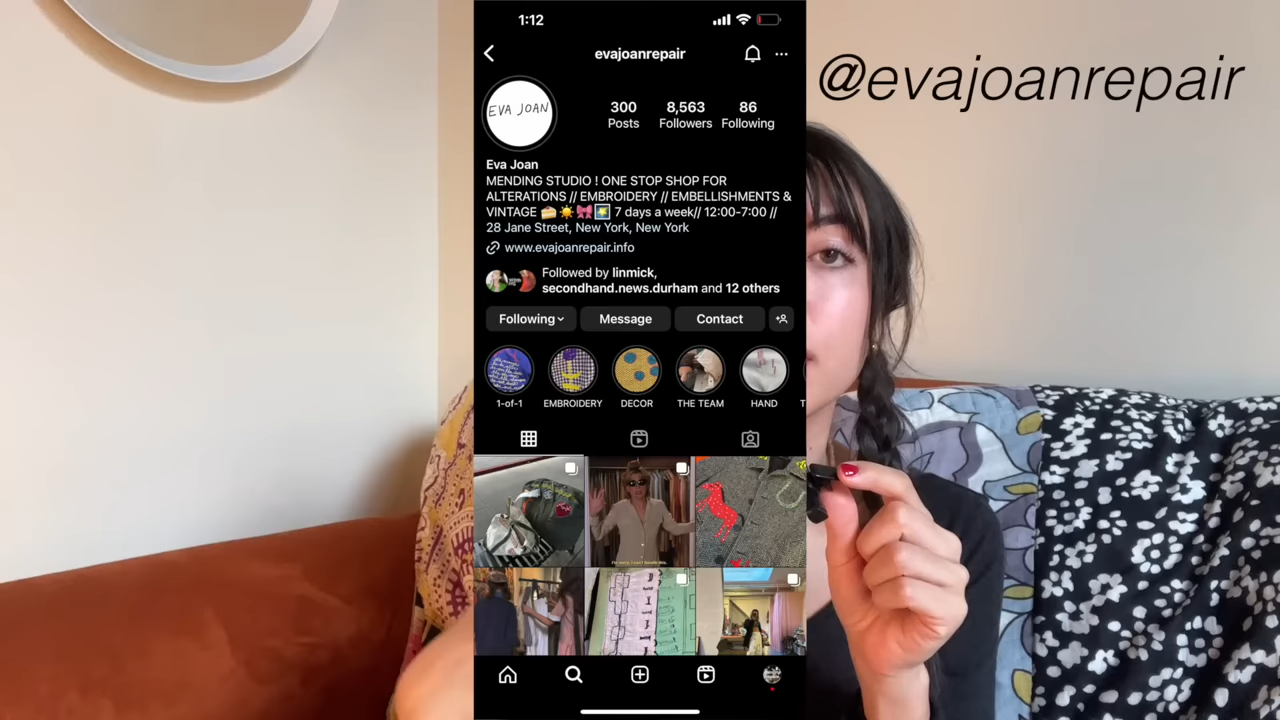 1:12
evajoanrepair
@evajoanrepair
EVA JOAN
300 8,563 86
Posts Followers Following
Eva Joan
MENDING STUDIO ! ONE STOP SHOP FOR
ALTERATIONS // EMBROIDERY // EMBELLISHMENTS &
VINTAGE 🍰☀️🎀🌠 7 days a week// 12:00-7:00 //
28 Jane Street, New York, New York
www.evajoanrepair.info
Followed by linmick,
secondhand.news.durham and 12 others
Following Message Contact
1-of-1 EMBROIDERY DECOR THE TEAM HAND T